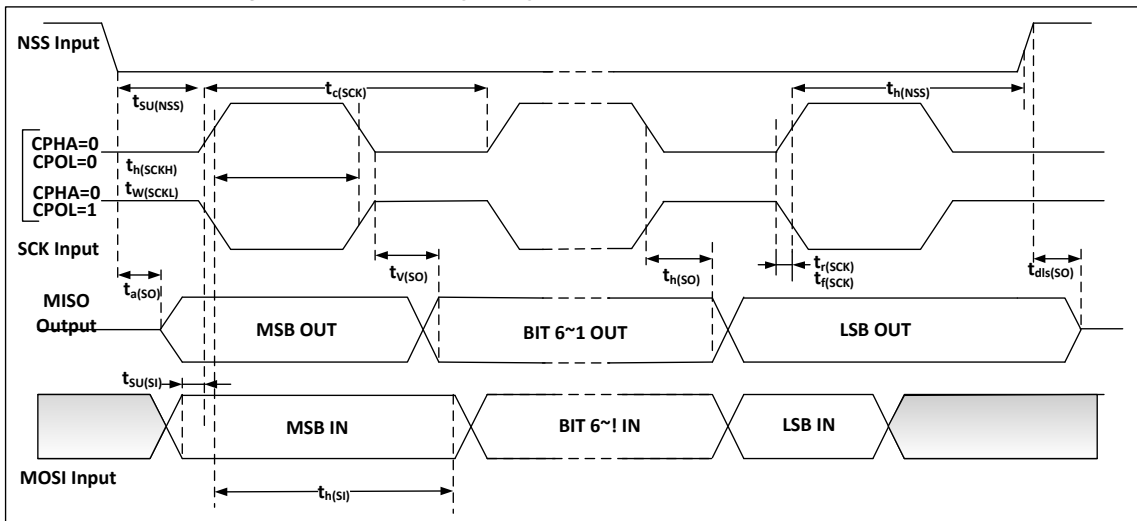 NSS Input
tSU(NSS)
tc(SCK)
th(NSS)
CPHA=0
CPOL=0
th(SCKH)
CPHA=0
tW(SCKL)
CPOL=1
SCK Input
ta(SO)
tV(SO)
th(SO)
tr(SCK)
tf(SCK)
tdls(SO)
MISO
Output
MSB OUT
BIT 6~1 OUT
LSB OUT
tSU(SI)
MSB IN
BIT 6~! IN
LSB IN
MOSI Input
th(SI)